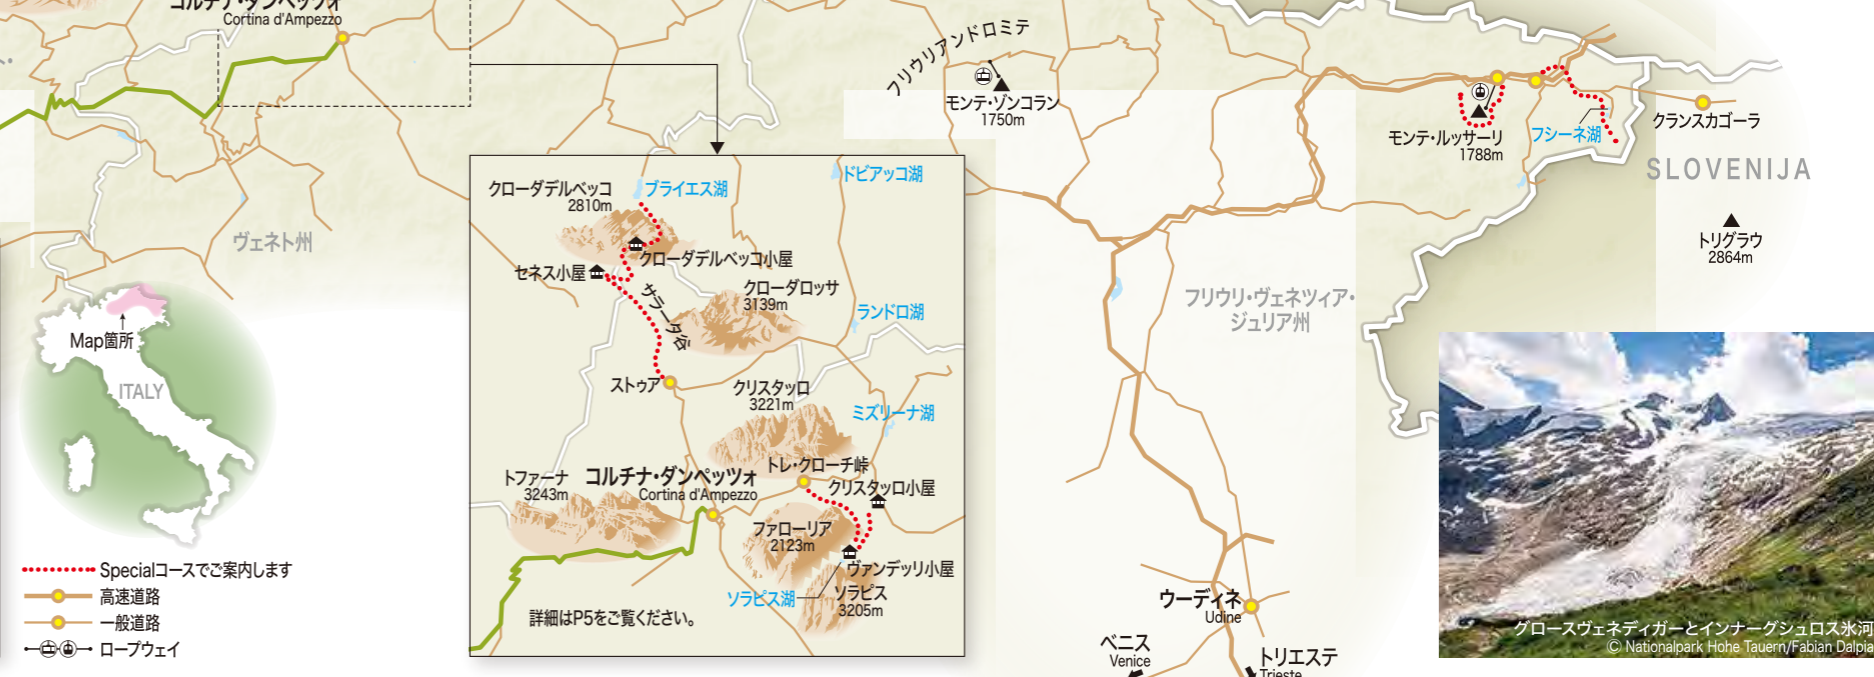 コルチナ・ダンペッツォ
Cortina d'Ampezzo
フリウリアンドロミテ
モンテ・ゾンコラン
1750m
モンテ・ルッサーリ
1788m
フシーネ湖
クランスカゴーラ
SLOVENIJA
トリグラウ
2864m
ヴェネト州
フリウリ・ヴェネツィア・
ジュリア州
Map箇所
ITALY
クローダデルベッコ
2810m
ブライエス湖
ドビアッコ湖
クローダデルベッコ小屋
セネス小屋
サラータ谷
クローダロッサ
3139m
ランドロ湖
ストゥア
クリスタッロ
3221m
ミズリーナ湖
トファーナ
3243m
コルチナ・ダンペッツォ
Cortina d'Ampezzo
トレ・クローチ峠
クリスタッロ小屋
ファローリア
2123m
ヴァンデッリ小屋
ソラピス湖
ソラピス
3205m
詳細はP5をご覧ください。
Specialコースでご案内します
高速道路
一般道路
ロープウェイ
ウーディネ
Udine
ベニス
Venice
トリエステ
Trieste
グロースヴェネディガーとインナーグシュロス氷河
© Nationalpark Hohe Tauern/Fabian Dalpia